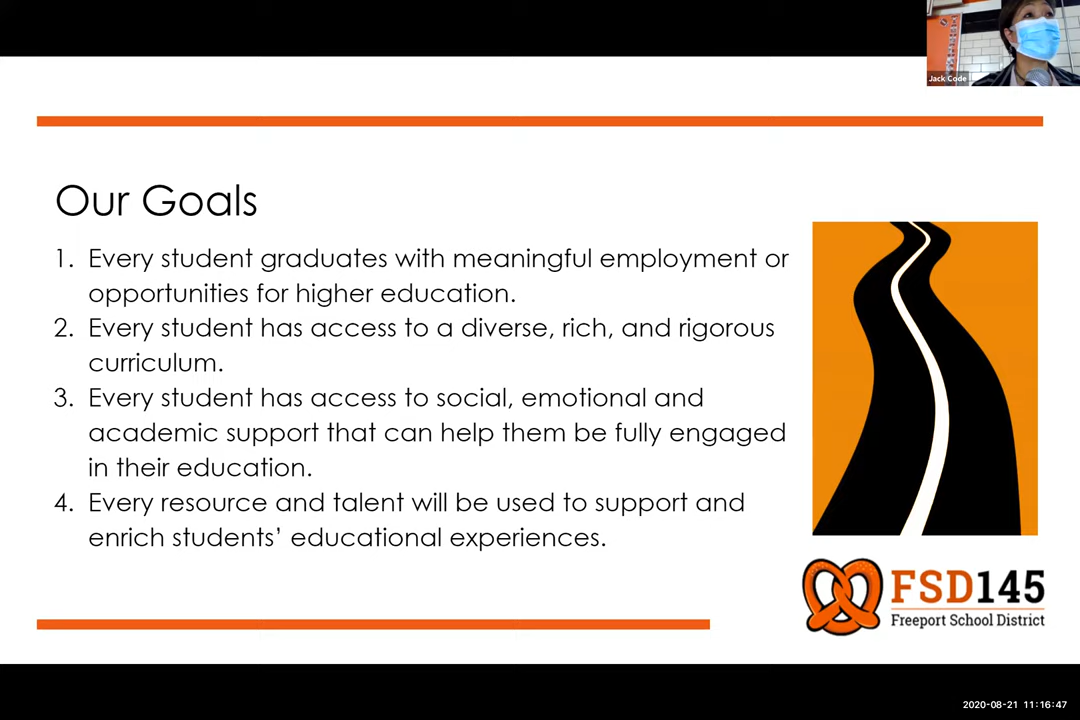 Jack Code
Our Goals
1. Every student graduates with meaningful employment or
opportunities for higher education.
2. Every student has access to a diverse, rich, and rigorous
curriculum.
3. Every student has access to social, emotional and
academic support that can help them be fully engaged
in their education.
4. Every resource and talent will be used to support and
enrich students’ educational experiences.
FSD145
Freeport School District
2020-08-21 11:16:47